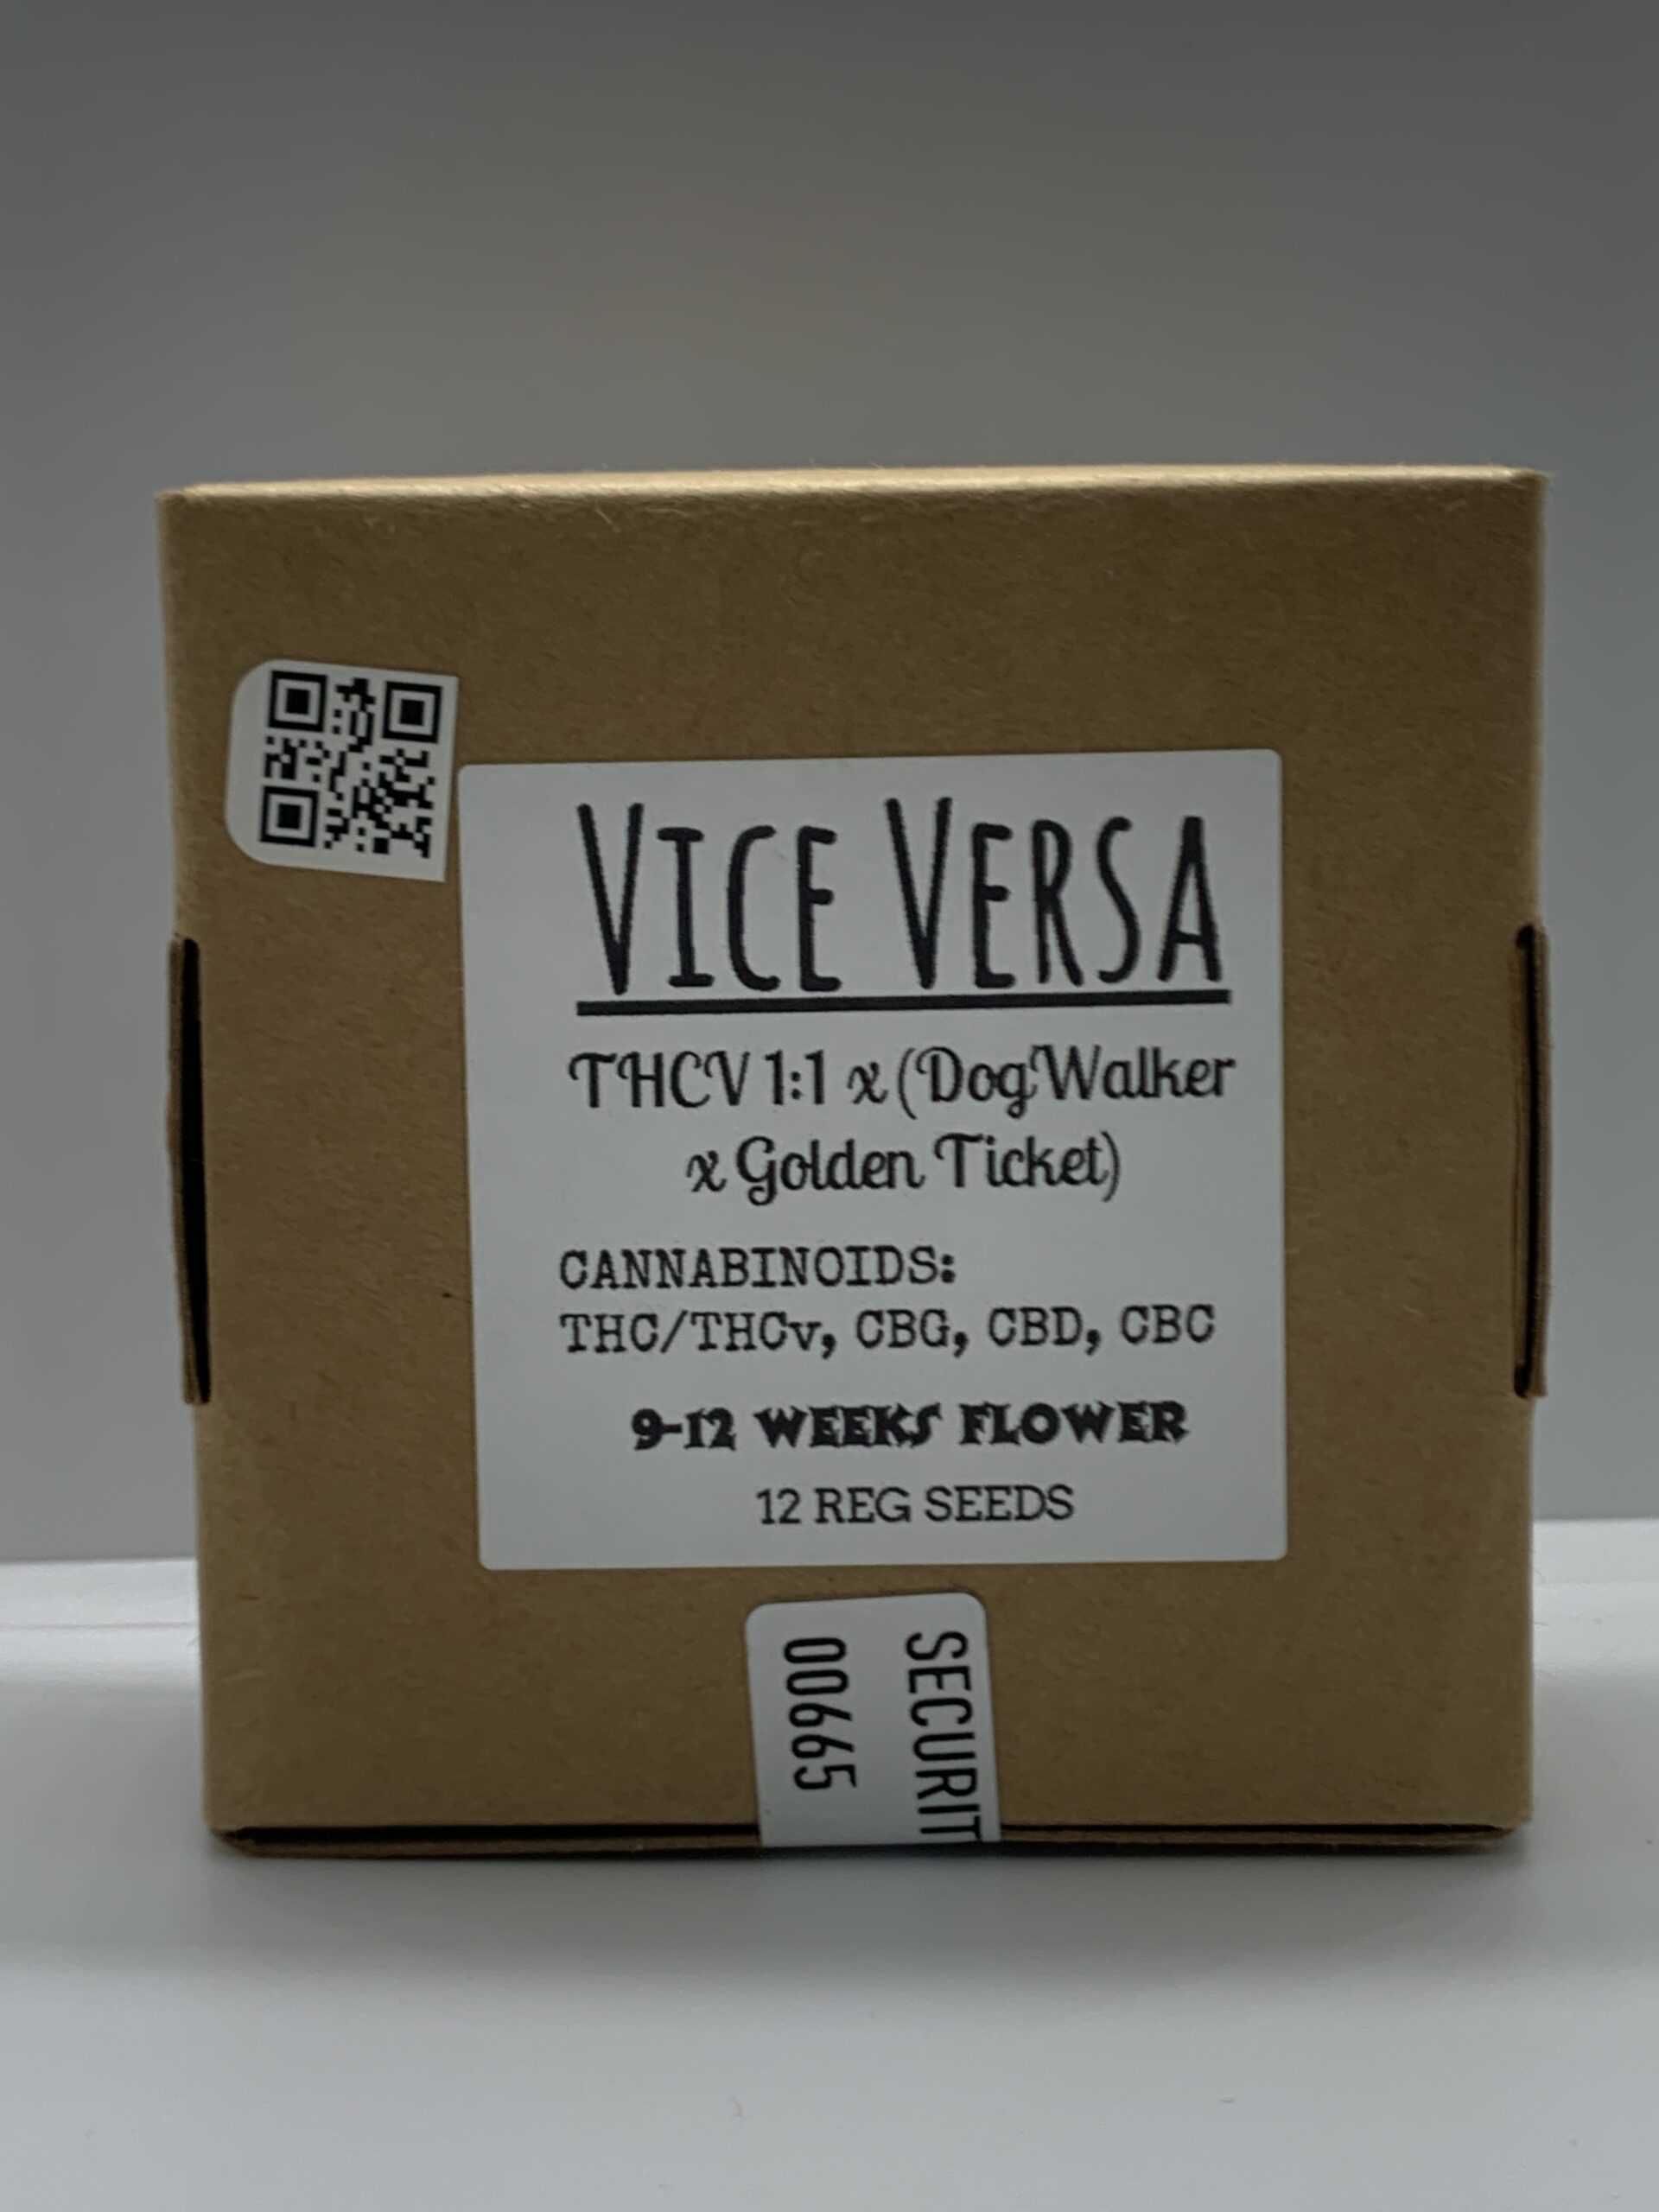 VICE VERSA
THCV 1:1 x (DogWalker
x Golden Ticket)
CANNABINOIDS:
THC/THCv, CBG, CBD, CBC
9-12 WEEKS FLOWER
12 REG SEEDS
SECURIT
00665